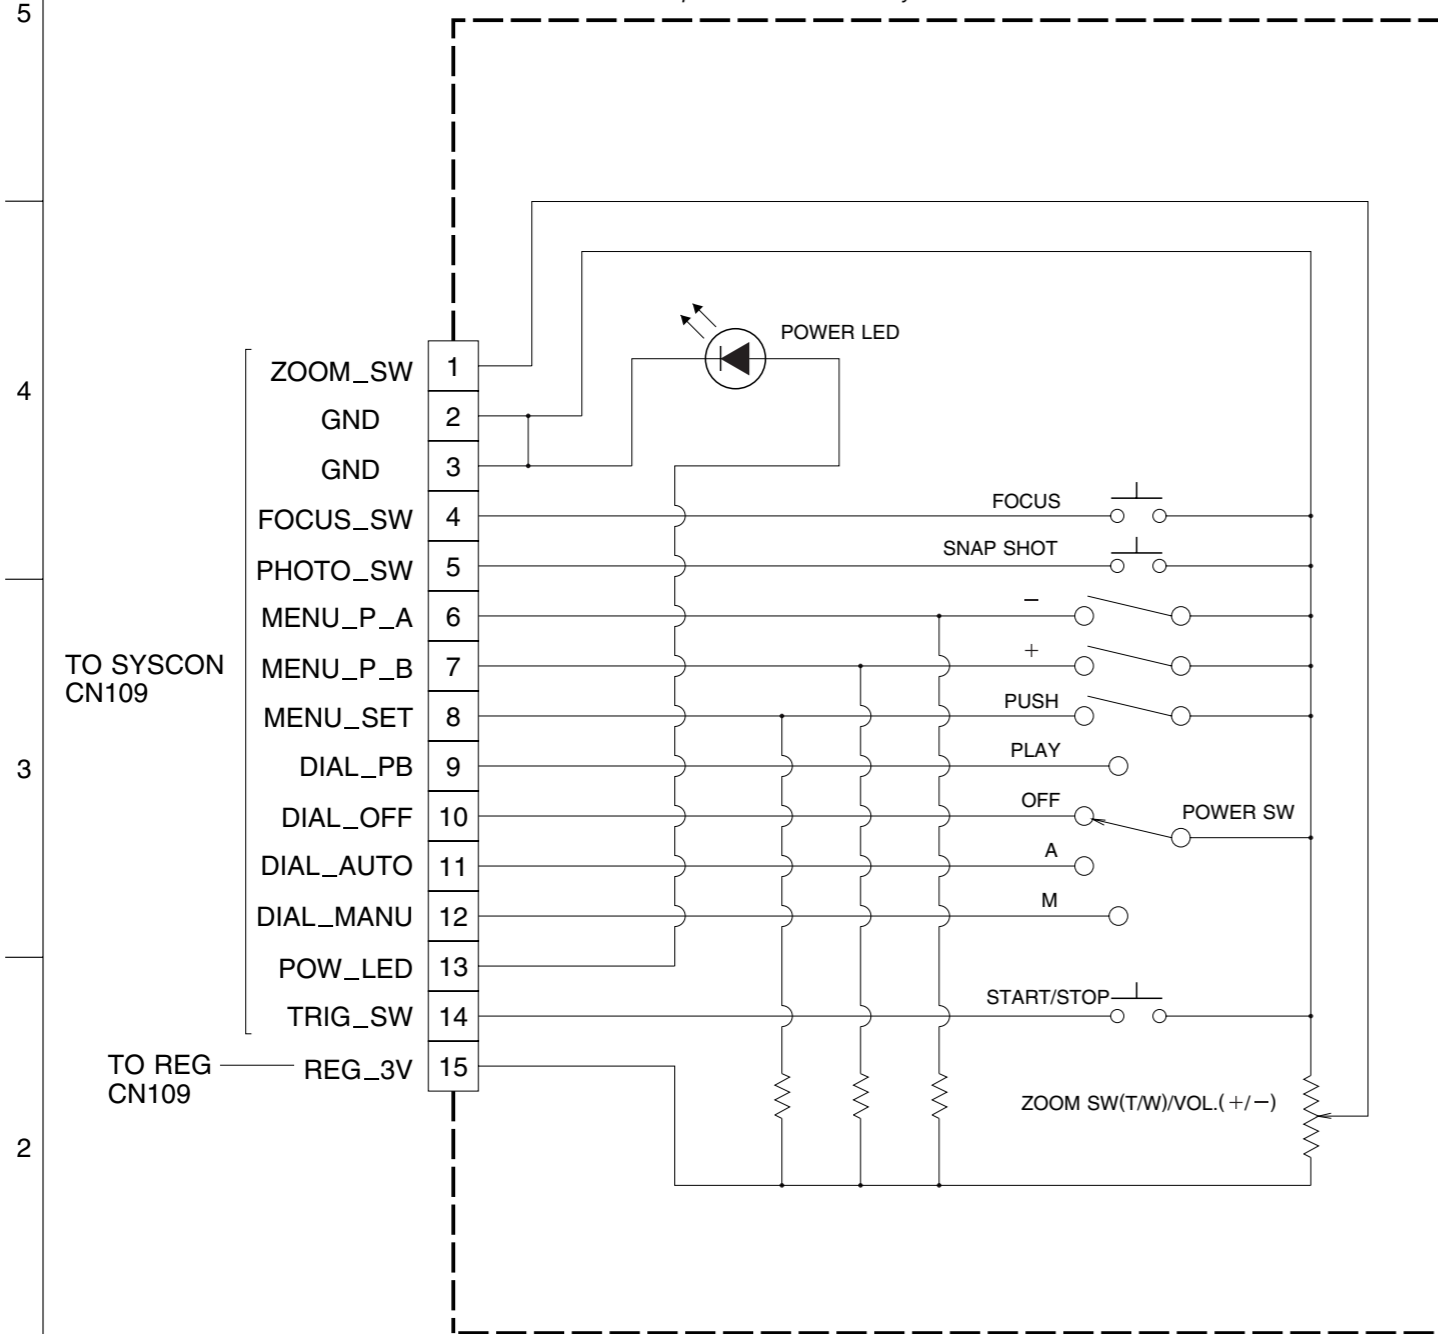 5
4
3
2
POWER LED
ZOOM_SW 1
GND 2
GND 3
FOCUS_SW 4 FOCUS
PHOTO_SW 5 SNAP SHOT
MENU_P_A 6 −
TO SYSCON
CN109
MENU_P_B 7 +
MENU_SET 8 PUSH
DIAL_PB 9 PLAY
DIAL_OFF 10 OFF POWER SW
DIAL_AUTO 11 A
DIAL_MANU 12 M
POW_LED 13
TRIG_SW 14 START/STOP
TO REG
CN109
REG_3V 15
ZOOM SW(T/W)/VOL.(+/−)